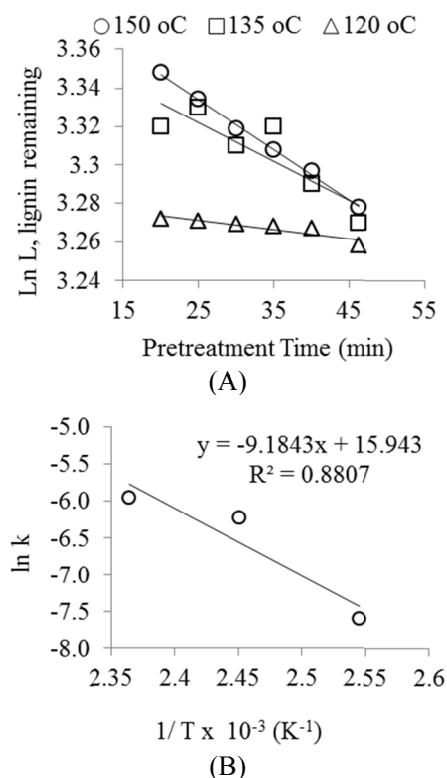 ○150 oC □135 oC △120 oC
Ln L, lignin remaining
3.36
3.34
3.32
3.30
3.28
3.26
3.24
15 25 35 45 55
Pretreatment Time (min)
(A)
y = -9.1843x + 15.943
R² = 0.8807
ln k
-5.0
-5.5
-6.0
-6.5
-7.0
-7.5
-8.0
2.35 2.4 2.45 2.5 2.55 2.6
1/ T x 10⁻³ (K⁻¹)
(B)